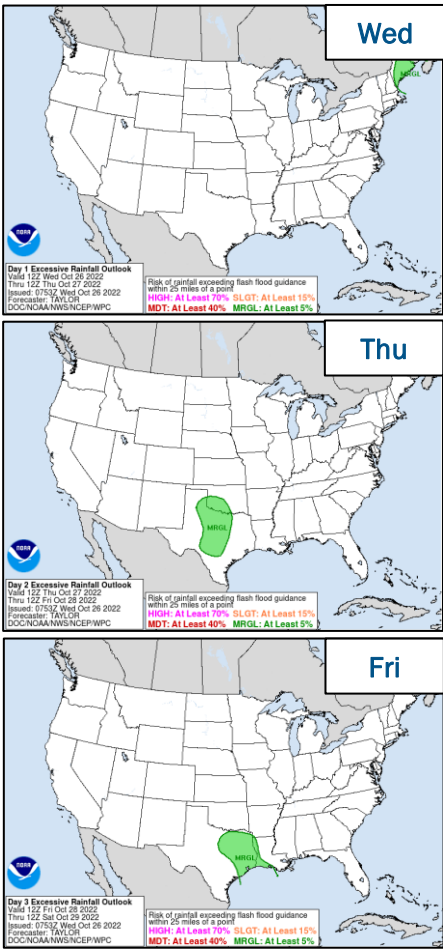 Wed
MRGL
NOAA
Day 1 Excessive Rainfall Outlook
Valid 12Z Wed Oct 26 2022
Thru 12Z Thu Oct 27 2022
Issued: 0753Z Wed Oct 26 2022
Forecaster: TAYLOR
DOC/NOAA/NWS/NCEP/WPC
Risk of rainfall exceeding flash flood guidance
within 25 miles of a point
HIGH: At Least 70% SLGT: At Least 15%
MDT: At Least 40% MRGL: At Least 5%
Thu
MRGL
NOAA
Day 2 Excessive Rainfall Outlook
Valid 12Z Thu Oct 27 2022
Thru 12Z Fri Oct 28 2022
Issued: 0753Z Wed Oct 26 2022
Forecaster: TAYLOR
DOC/NOAA/NWS/NCEP/WPC
Risk of rainfall exceeding flash flood guidance
within 25 miles of a point
HIGH: At Least 70% SLGT: At Least 15%
MDT: At Least 40% MRGL: At Least 5%
Fri
MRGL
NOAA
Day 3 Excessive Rainfall Outlook
Valid 12Z Fri Oct 28 2022
Thru 12Z Sat Oct 29 2022
Issued: 0753Z Wed Oct 26 2022
Forecaster: TAYLOR
DOC/NOAA/NWS/NCEP/WPC
Risk of rainfall exceeding flash flood guidance
within 25 miles of a point
HIGH: At Least 70% SLGT: At Least 15%
MDT: At Least 40% MRGL: At Least 5%